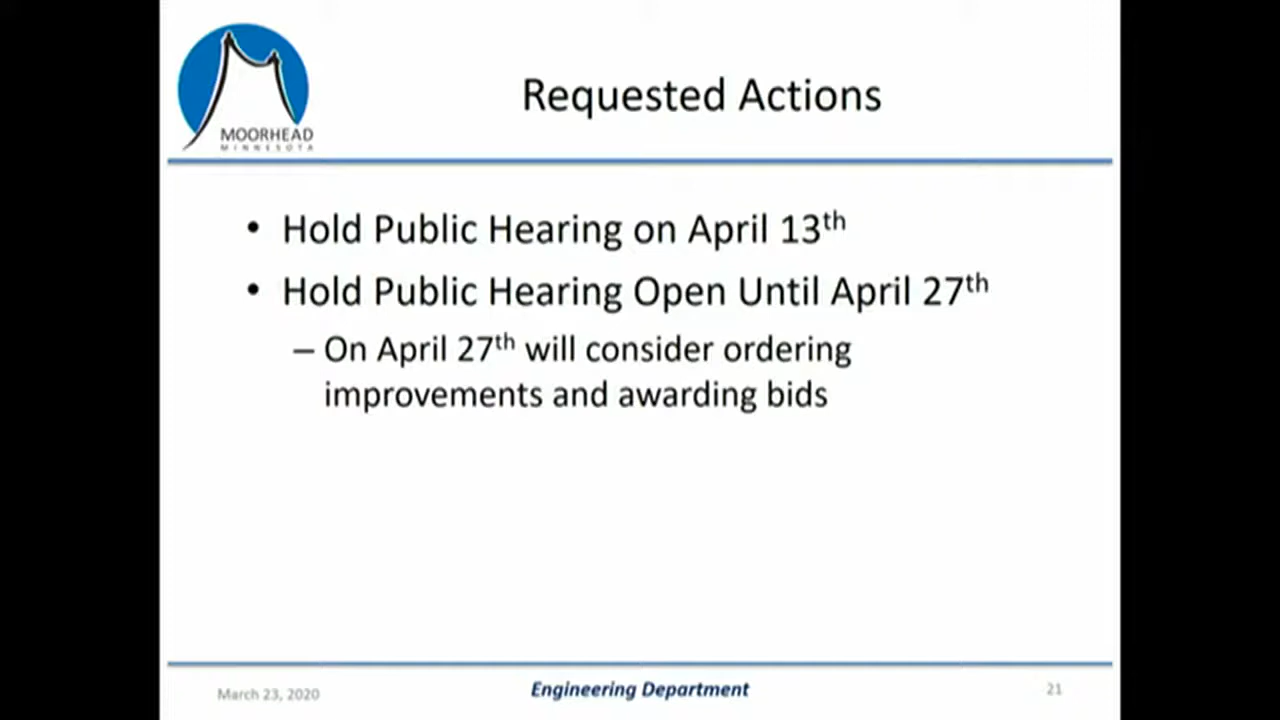 MOORHEAD
MINNESOTA
Requested Actions
• Hold Public Hearing on April 13th
• Hold Public Hearing Open Until April 27th
– On April 27th will consider ordering
improvements and awarding bids
March 23, 2020
Engineering Department
21